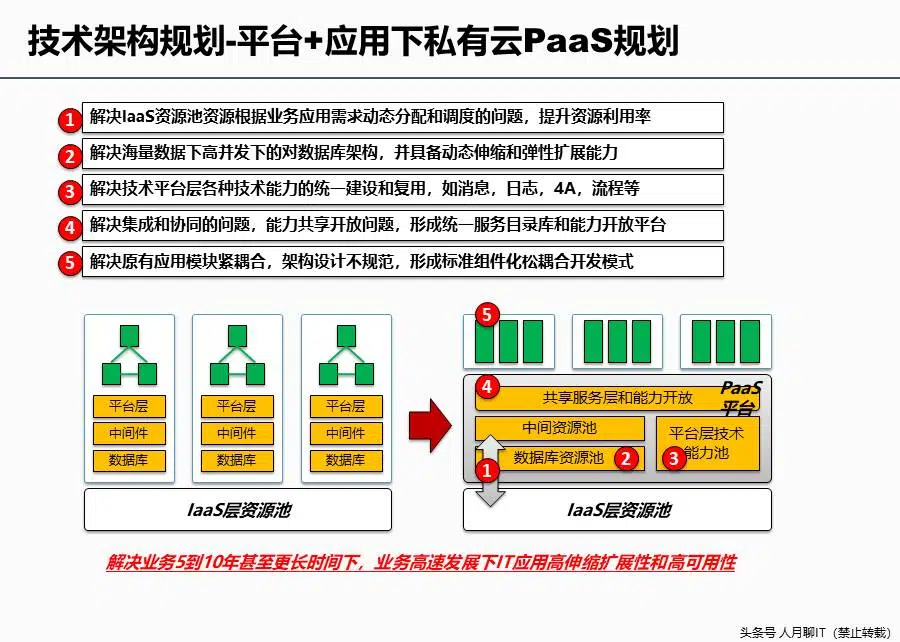 技术架构规划-平台+应用下私有云PaaS规划
1 解决IaaS资源池资源根据业务应用需求动态分配和调度的问题，提升资源利用率
2 解决海量数据下高并发下的对数据库架构，并具备动态伸缩和弹性扩展能力
3 解决技术平台层各种技术能力的统一建设和复用，如消息，日志，4A，流程等
4 解决集成和协同的问题，能力共享开放问题，形成统一服务目录库和能力开放平台
5 解决原有应用模块紧耦合，架构设计不规范，形成标准组件化松耦合开发模式
平台层
中间件
数据库
平台层
中间件
数据库
平台层
中间件
数据库
IaaS层资源池
5
4
共享服务层和能力开放
PaaS
平台
中间资源池
数据库资源池
2
1
平台层技术
能力池
3
IaaS层资源池
解决业务5到10年甚至更长时间下，业务高速发展下IT应用高伸缩扩展性和高可用性
头条号 人月聊IT（禁止转载）